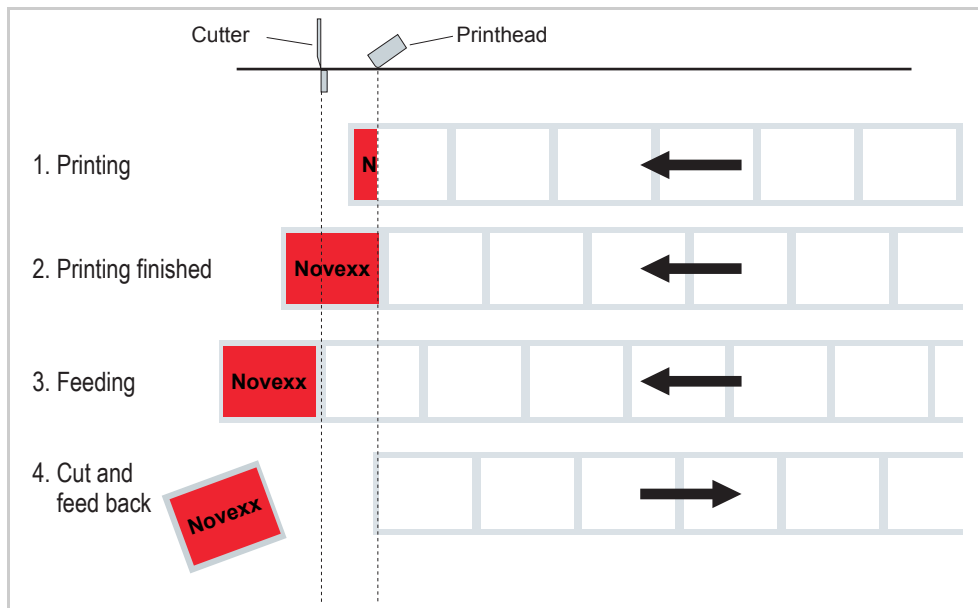 Cutter
Printhead
1. Printing
N
2. Printing finished
Novexx
3. Feeding
Novexx
4. Cut and
feed back
Novexx